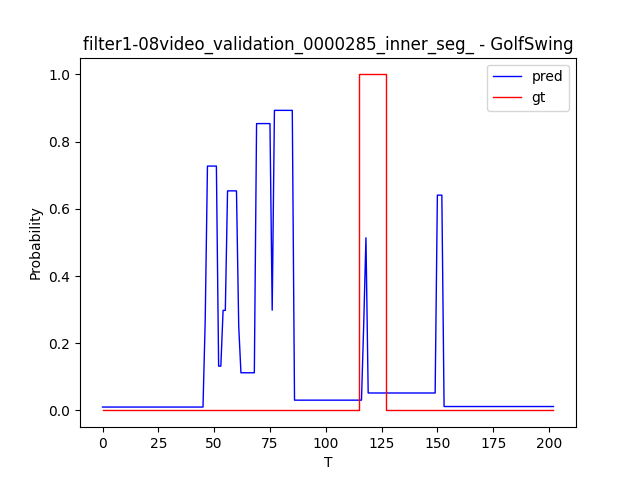 filter1-08video_validation_0000285_inner_seg_ - GolfSwing
pred
gt
Probability
1.0
0.8
0.6
0.4
0.2
0.0
0 25 50 75 100 125 150 175 200
T